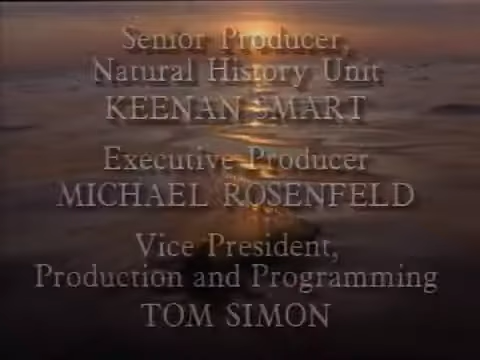 Senior Producer,
Natural History Unit
KEENAN SMART
Executive Producer
MICHAEL ROSENFELD
Vice President,
Production and Programming
TOM SIMON